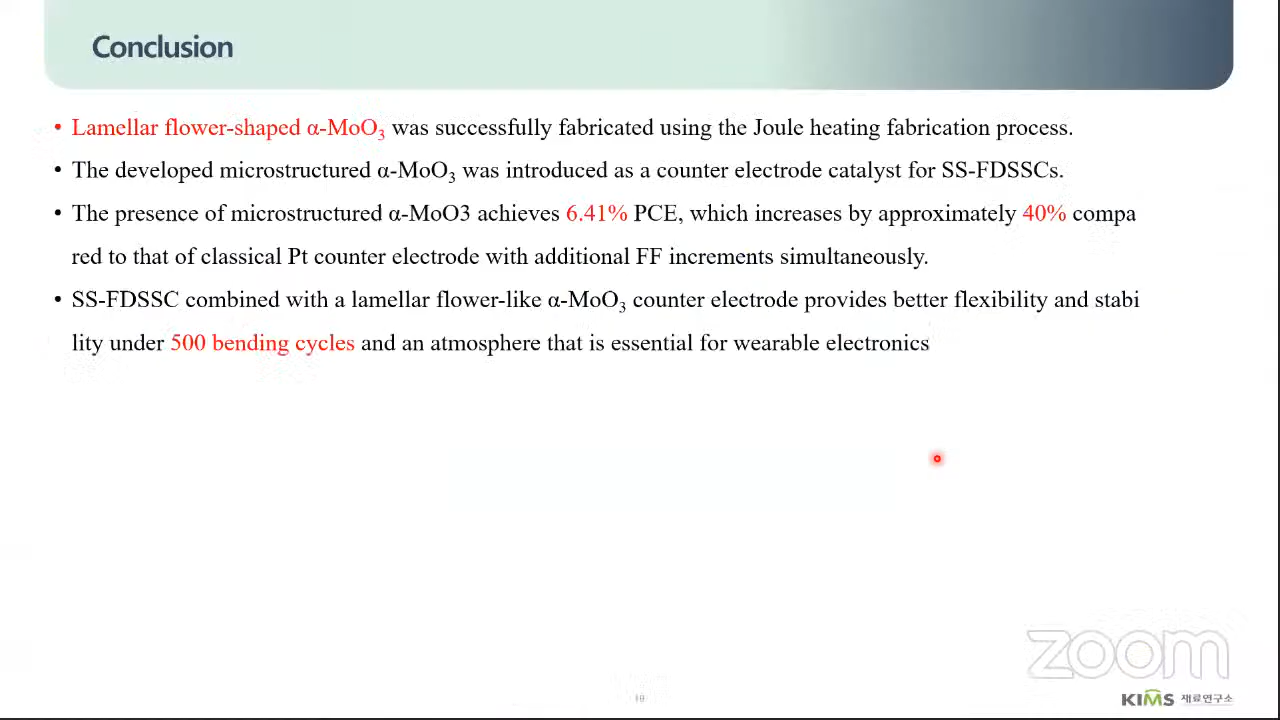 Conclusion
• Lamellar flower-shaped α-MoO₃ was successfully fabricated using the Joule heating fabrication process.
• The developed microstructured α-MoO₃ was introduced as a counter electrode catalyst for SS-FDSSCs.
• The presence of microstructured α-MoO3 achieves 6.41% PCE, which increases by approximately 40% compa
red to that of classical Pt counter electrode with additional FF increments simultaneously.
• SS-FDSSC combined with a lamellar flower-like α-MoO₃ counter electrode provides better flexibility and stabi
lity under 500 bending cycles and an atmosphere that is essential for wearable electronics
zoom
KIMS 재료연구소